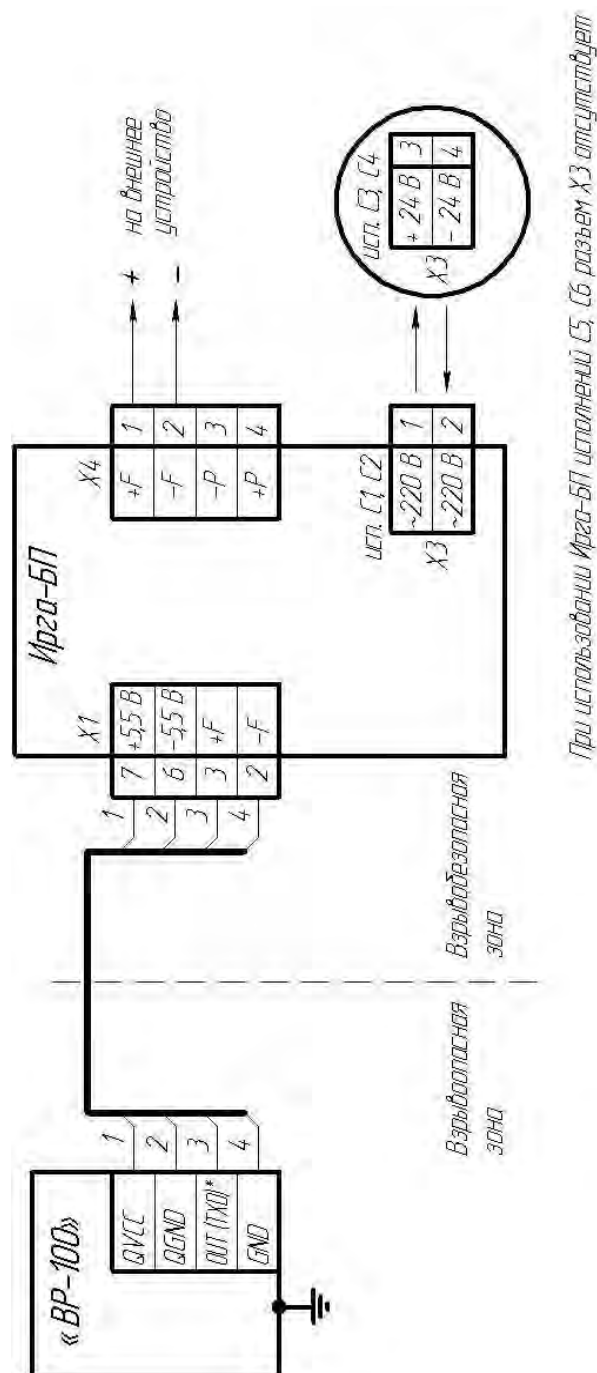 «ВР-100»
QVCC
QGND
OUT (TXD)*
GND
1
2
3
4
Взрывоопасная
зона
Взрывобезопасная
зона
1
2
3
4
Ирга-БП
X1
7 +5,5 В
6 -5,5 В
3 +F
2 -F
X4
+F 1
-F 2
-P 3
+P 4
+ на внешнее
- устройство
исп. С1, С2
~220 В 1
~220 В 2
X3
исп. С3, С4
+ 24 В 3
- 24 В 4
X3
При использовании Ирга-БП исполнений С5, С6 разъем X3 отсутствует